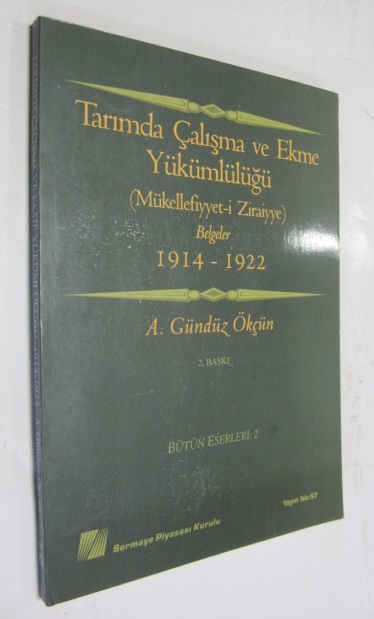 Tarımda Çalışma ve Ekme
Yükümlülüğü
(Mükellefiyyet-i Ziraiyye)
Belgeler
1914 - 1922
A. Gündüz Ökçün
2. BASKI
BÜTÜN ESERLERİ: 2
Sermaye Piyasası Kurulu
Yayın No:57